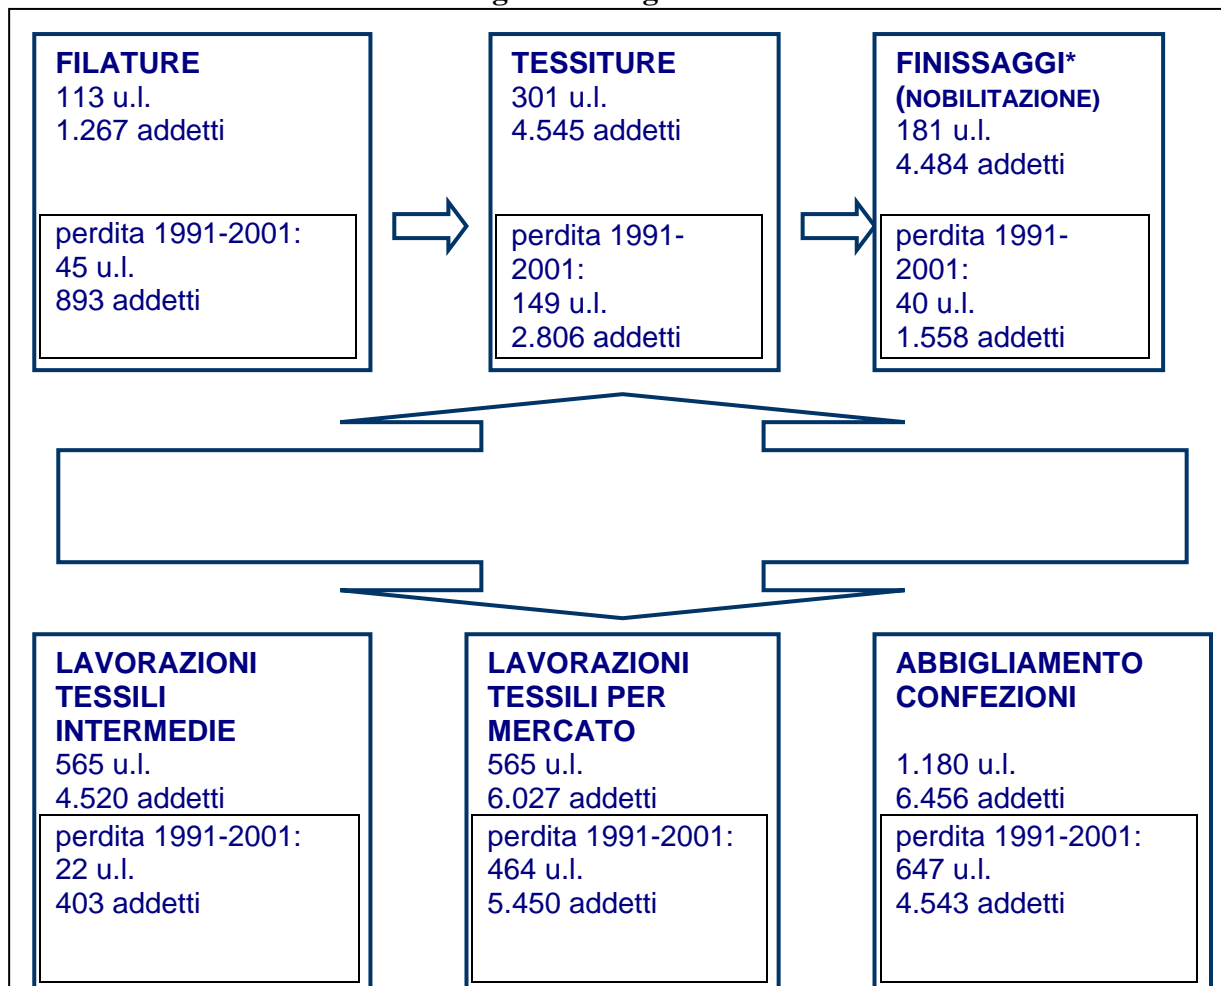 FILATURE
113 u.l.
1.267 addetti
perdita 1991-2001:
45 u.l.
893 addetti
TESSITURE
301 u.l.
4.545 addetti
perdita 1991-
2001:
149 u.l.
2.806 addetti
FINISSAGGI*
(NOBILITAZIONE)
181 u.l.
4.484 addetti
perdita 1991-
2001:
40 u.l.
1.558 addetti
LAVORAZIONI
TESSILI
INTERMEDIE
565 u.l.
4.520 addetti
perdita 1991-2001:
22 u.l.
403 addetti
LAVORAZIONI
TESSILI PER
MERCATO
565 u.l.
6.027 addetti
perdita 1991-2001:
464 u.l.
5.450 addetti
ABBIGLIAMENTO
CONFEZIONI
1.180 u.l.
6.456 addetti
perdita 1991-2001:
647 u.l.
4.543 addetti